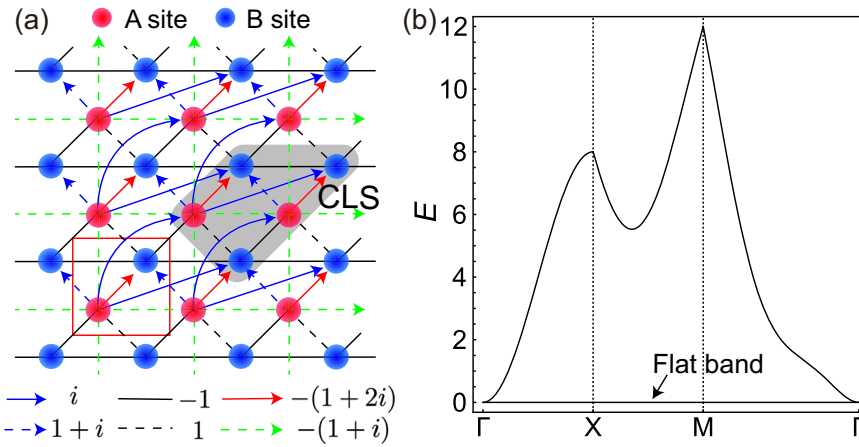 (a) A site B site
CLS
i −1 −(1 + 2i)
1 + i 1 −(1 + i)
(b)
12
10
8
6
4
2
0
E
Flat band
Γ X M Γ